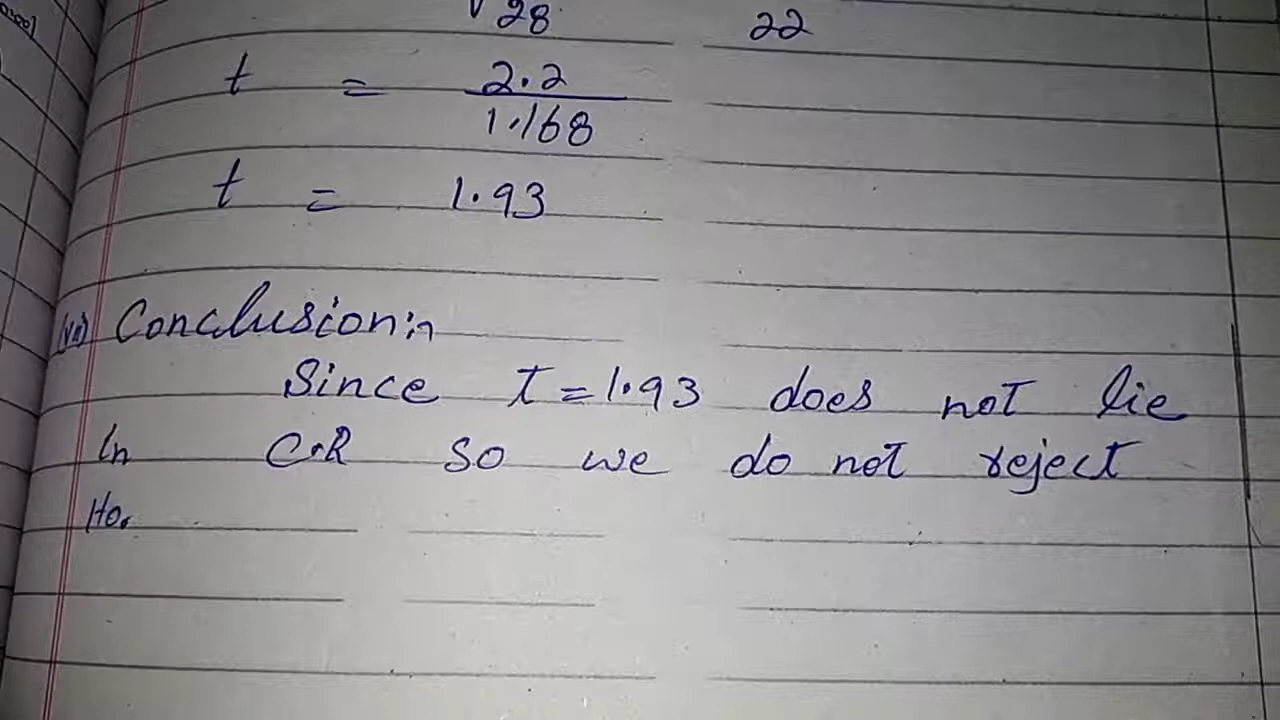 √28 22
t = 2.2
1.168
t = 1.93
(vi) Conclusion:
Since t = 1.93 does not lie
In C.R so we do not reject
Ho.